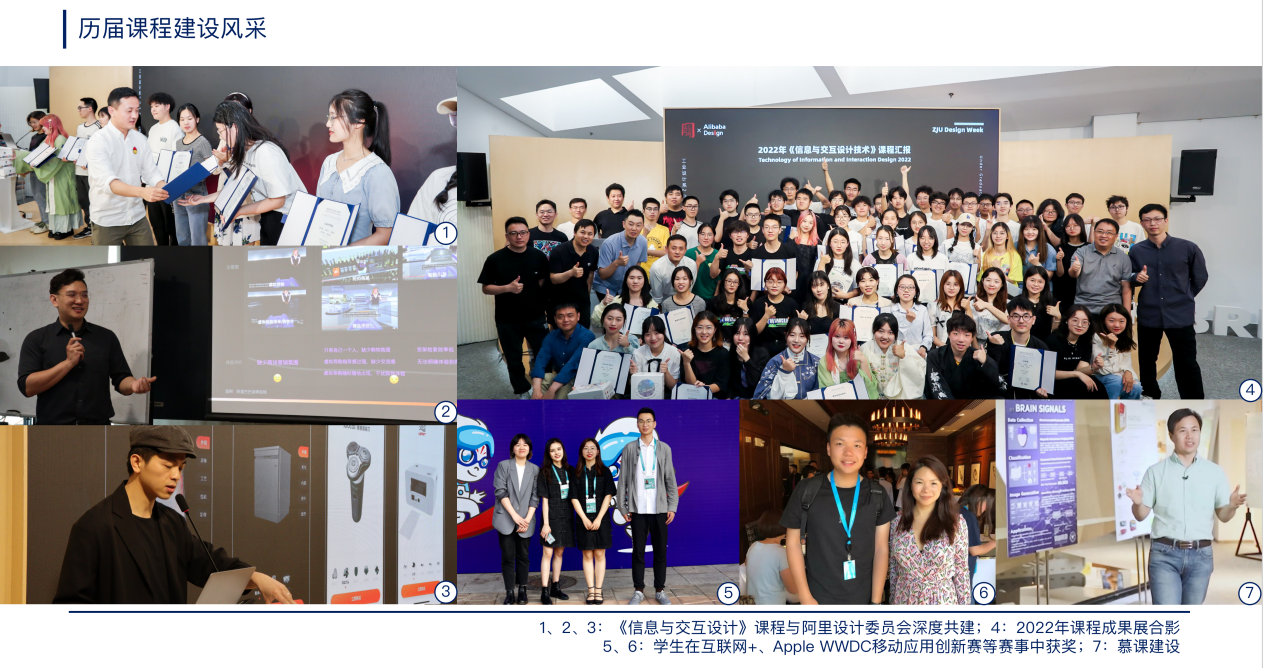 历届课程建设风采
Alibaba
Design
ZJU Design Week
2022年《信息与交互设计技术》课程汇报
Technology of Information and Interaction Design 2022
1
2
3
4
BRAIN SIGNALS
Data Collection
Classification
Image Generation
Application
5
6
7
1、2、3：《信息与交互设计》课程与阿里设计委员会深度共建；4：2022年课程成果展合影
5、6：学生在互联网+、Apple WWDC移动应用创新赛等赛事中获奖；7：慕课建设